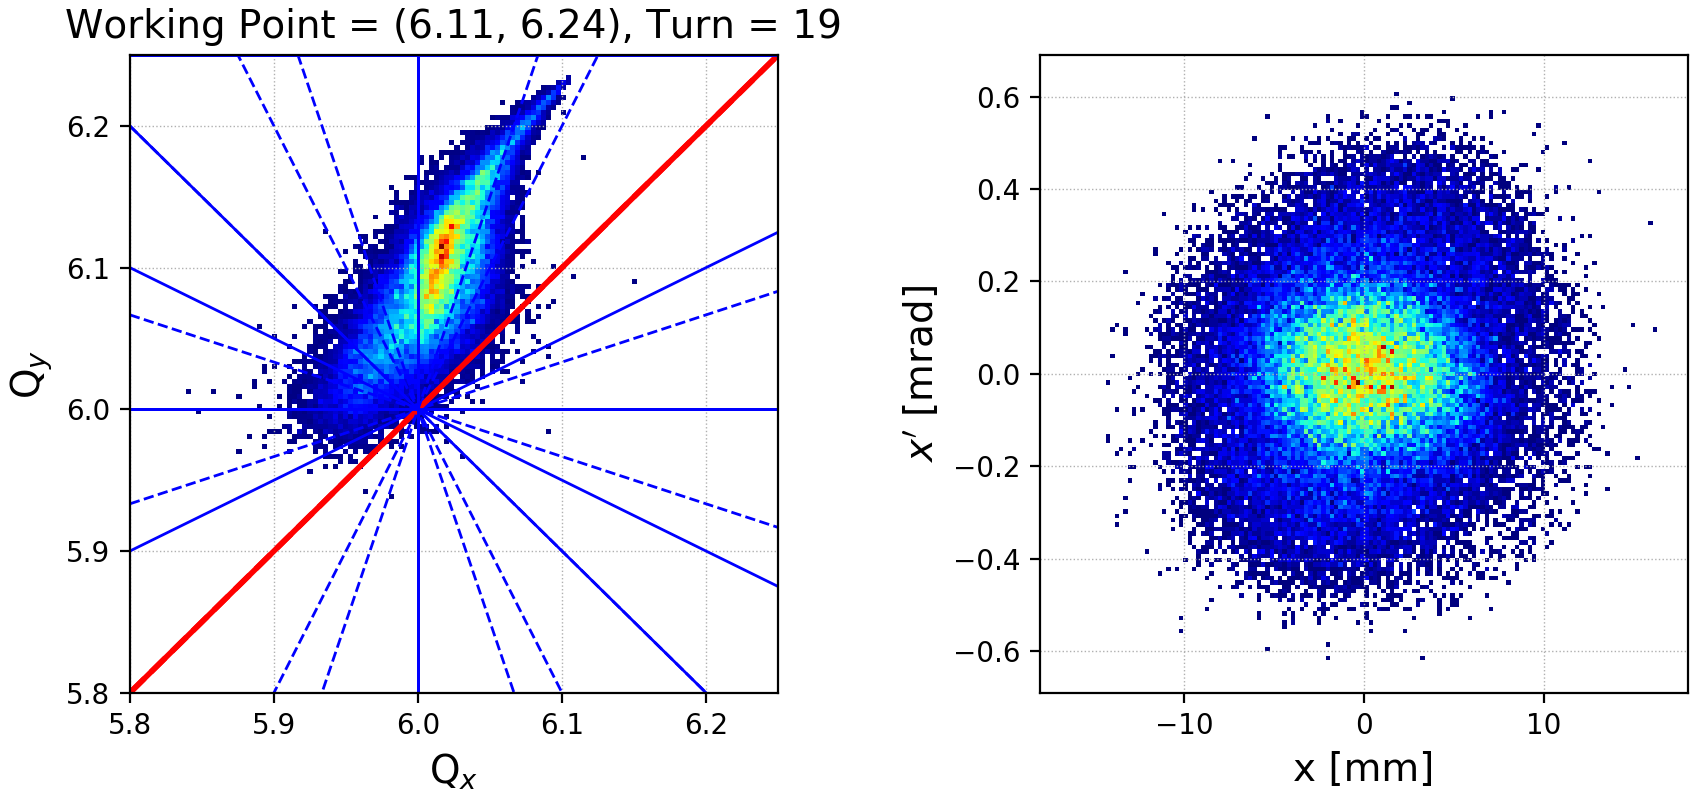 Working Point = (6.11, 6.24), Turn = 19
6.2
6.1
6.0
5.9
5.8
Qy
5.8 5.9 6.0 6.1 6.2
Qx
0.6
0.4
0.2
0.0
−0.2
−0.4
−0.6
x′ [mrad]
−10 0 10
x [mm]